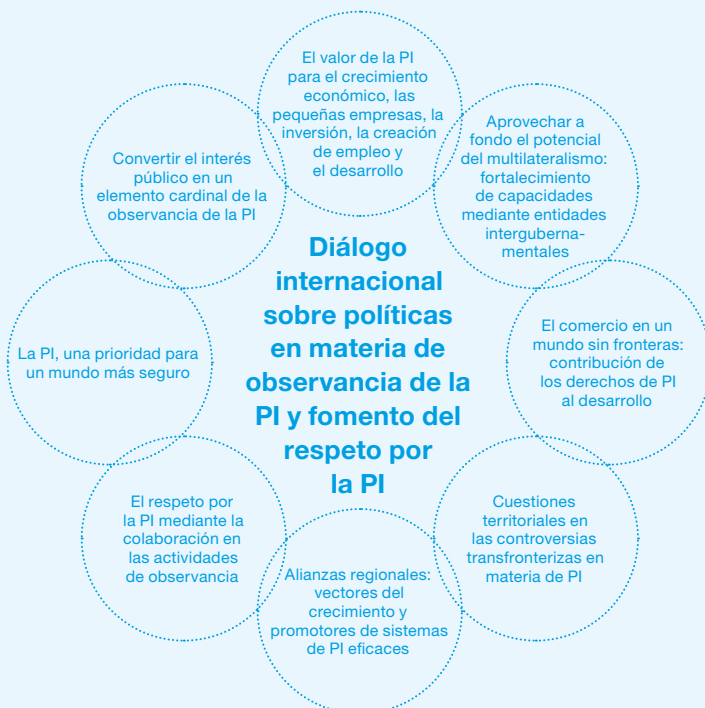 El valor de la PI
para el crecimiento
económico, las
pequeñas empresas, la
inversión, la creación
de empleo y
el desarrollo
Aprovechar a
fondo el potencial
del multilateralismo:
fortalecimiento
de capacidades
mediante entidades
interguberna-
mentales
El comercio en un
mundo sin fronteras:
contribución de
los derechos de PI
al desarrollo
Cuestiones
territoriales en
las controversias
transfronterizas en
materia de PI
Alianzas regionales:
vectores del
crecimiento y
promotores de sistemas
de PI eficaces
El respeto por
la PI mediante la
colaboración en
las actividades
de observancia
La PI, una prioridad para
un mundo más seguro
Convertir el interés
público en un
elemento cardinal de la
observancia de la PI
Diálogo
internacional
sobre políticas
en materia de
observancia de la
PI y fomento del
respeto por
la PI